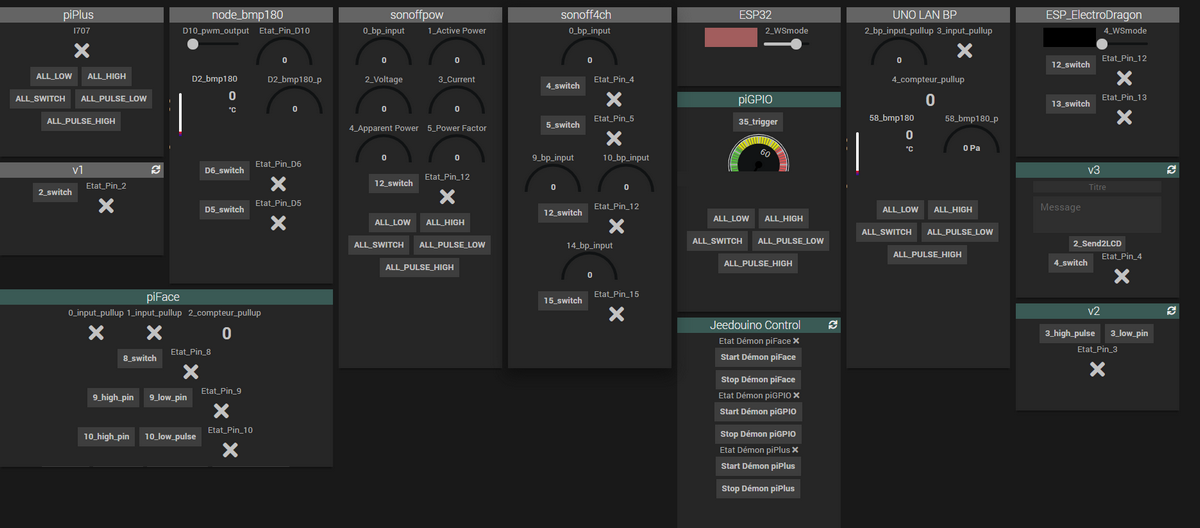 piPlus
I707
ALL_LOW ALL_HIGH
ALL_SWITCH ALL_PULSE_LOW
ALL_PULSE_HIGH
v1
2_switch Etat_Pin_2
node_bmp180
D10_pwm_output Etat_Pin_D10
0
D2_bmp180 D2_bmp180_p
0 0
°C
D6_switch Etat_Pin_D6
D5_switch Etat_Pin_D5
piFace
0_input_pullup 1_input_pullup 2_compteur_pullup
0
8_switch Etat_Pin_8
9_high_pin 9_low_pin Etat_Pin_9
10_high_pin 10_low_pulse Etat_Pin_10
sonoffpow
0_bp_input 1_Active Power
0 0
2_Voltage 3_Current
0 0
4_Apparent Power 5_Power Factor
0 0
12_switch Etat_Pin_12
ALL_LOW ALL_HIGH
ALL_SWITCH ALL_PULSE_LOW
ALL_PULSE_HIGH
sonoff4ch
0_bp_input
0
4_switch Etat_Pin_4
5_switch Etat_Pin_5
9_bp_input 10_bp_input
0 0
12_switch Etat_Pin_12
14_bp_input
0
15_switch Etat_Pin_15
ESP32
2_WSmode
piGPIO
35_trigger
60
ALL_LOW ALL_HIGH
ALL_SWITCH ALL_PULSE_LOW
ALL_PULSE_HIGH
Jeedouino Control
Etat Démon piFace
Start Démon piFace
Stop Démon piFace
Etat Démon piGPIO
Start Démon piGPIO
Stop Démon piGPIO
Etat Démon piPlus
Start Démon piPlus
Stop Démon piPlus
UNO LAN BP
2_bp_input_pullup 3_input_pullup
0
4_compteur_pullup
0
58_bmp180 58_bmp180_p
0 0 Pa
°C
ALL_LOW ALL_HIGH
ALL_SWITCH ALL_PULSE_LOW
ALL_PULSE_HIGH
ESP_ElectroDragon
4_WSmode
12_switch Etat_Pin_12
13_switch Etat_Pin_13
v3
Titre
Message
2_Send2LCD
4_switch Etat_Pin_4
v2
3_high_pulse 3_low_pin
Etat_Pin_3